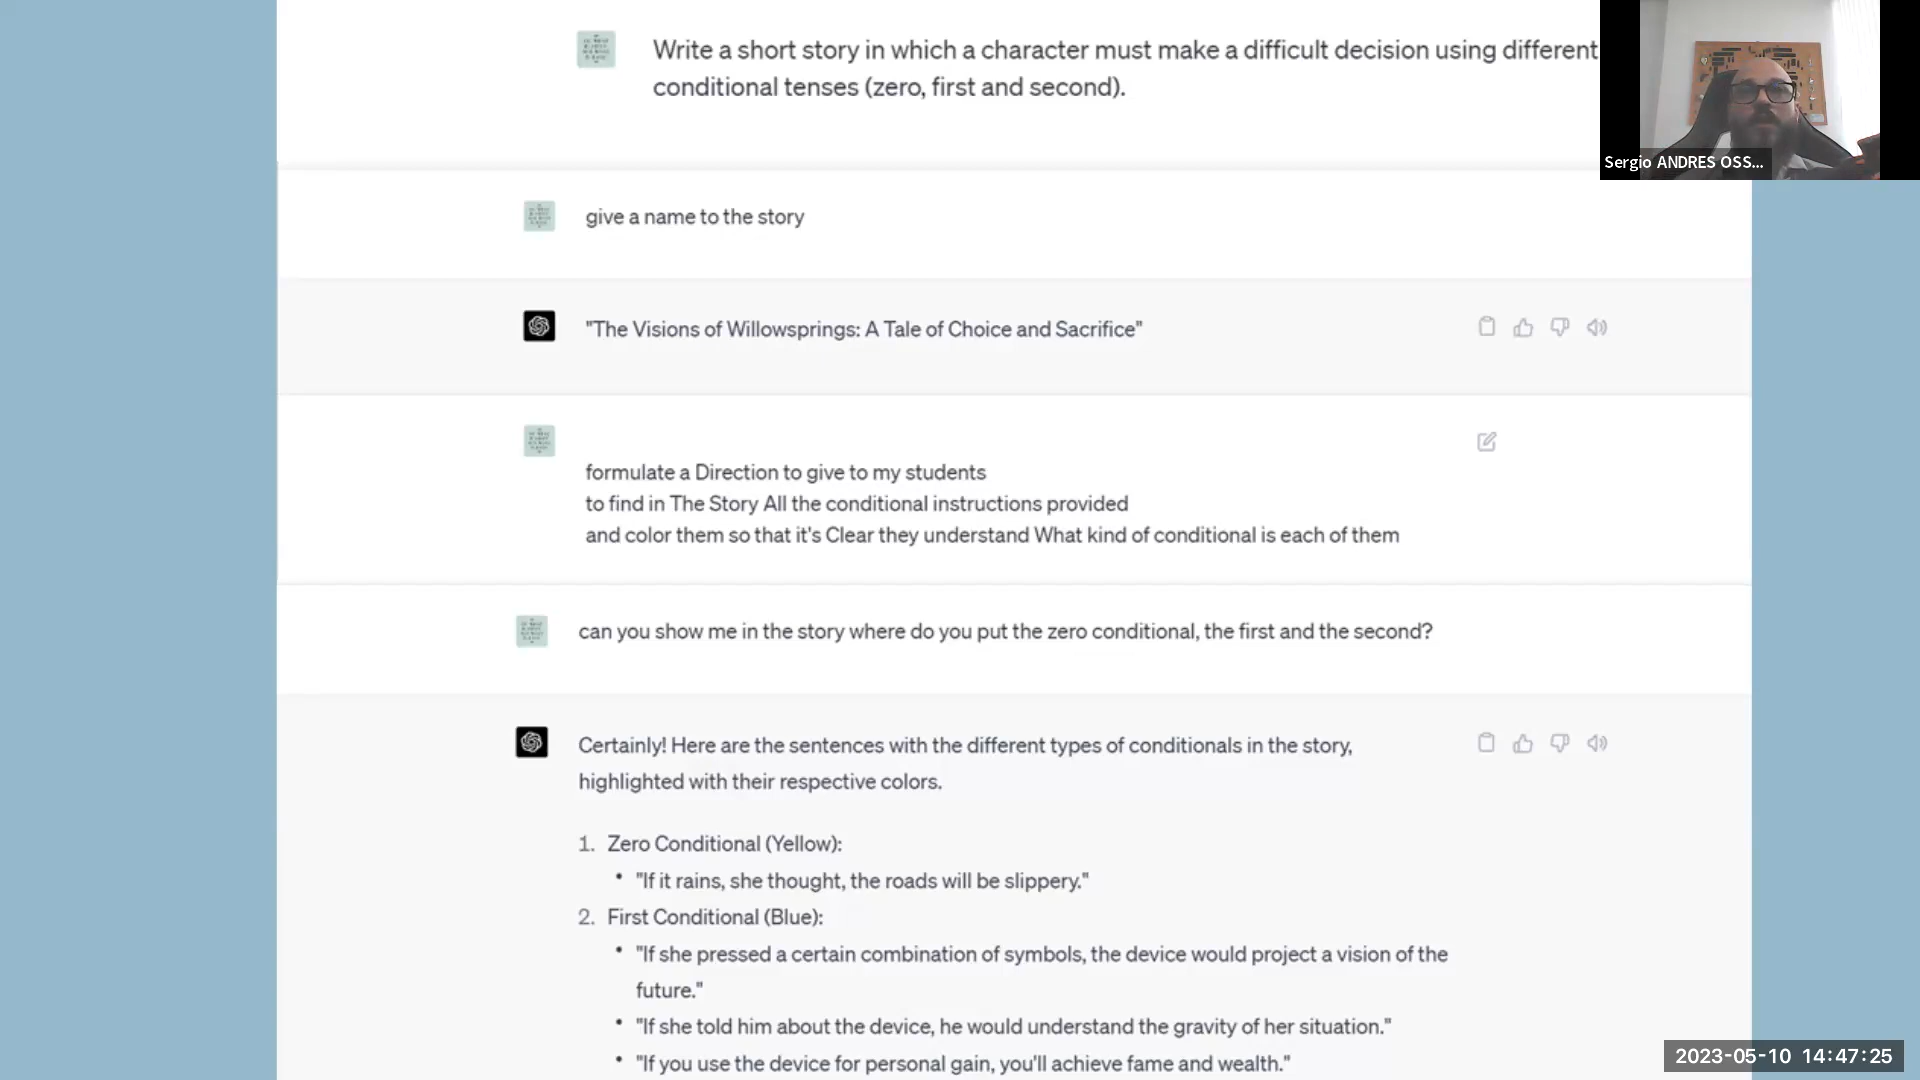 Write a short story in which a character must make a difficult decision using different
conditional tenses (zero, first and second).
Sergio ANDRES OSS...
give a name to the story
"The Visions of Willowsprings: A Tale of Choice and Sacrifice"
formulate a Direction to give to my students
to find in The Story All the conditional instructions provided
and color them so that it's Clear they understand What kind of conditional is each of them
can you show me in the story where do you put the zero conditional, the first and the second?
Certainly! Here are the sentences with the different types of conditionals in the story,
highlighted with their respective colors.
1. Zero Conditional (Yellow):
• "If it rains, she thought, the roads will be slippery."
2. First Conditional (Blue):
• "If she pressed a certain combination of symbols, the device would project a vision of the
future."
• "If she told him about the device, he would understand the gravity of her situation."
• "If you use the device for personal gain, you'll achieve fame and wealth."
2023-05-10 14:47:25